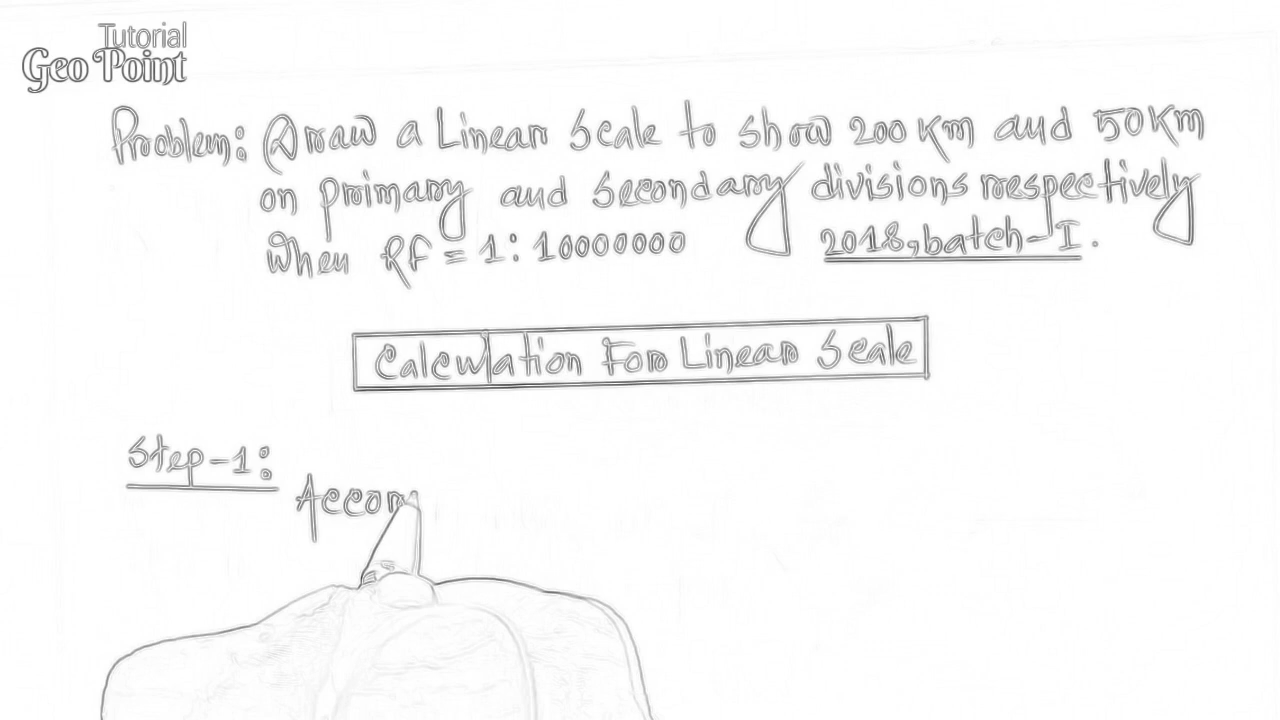 Tutorial
Geo Point
Problem: Draw a Linear Scale to show 200 Km and 50 Km
on primary and Secondary divisions respectively
When RF = 1: 10000000 2018, batch-I.
Calculation For Linear Scale
Step-1:
Accor